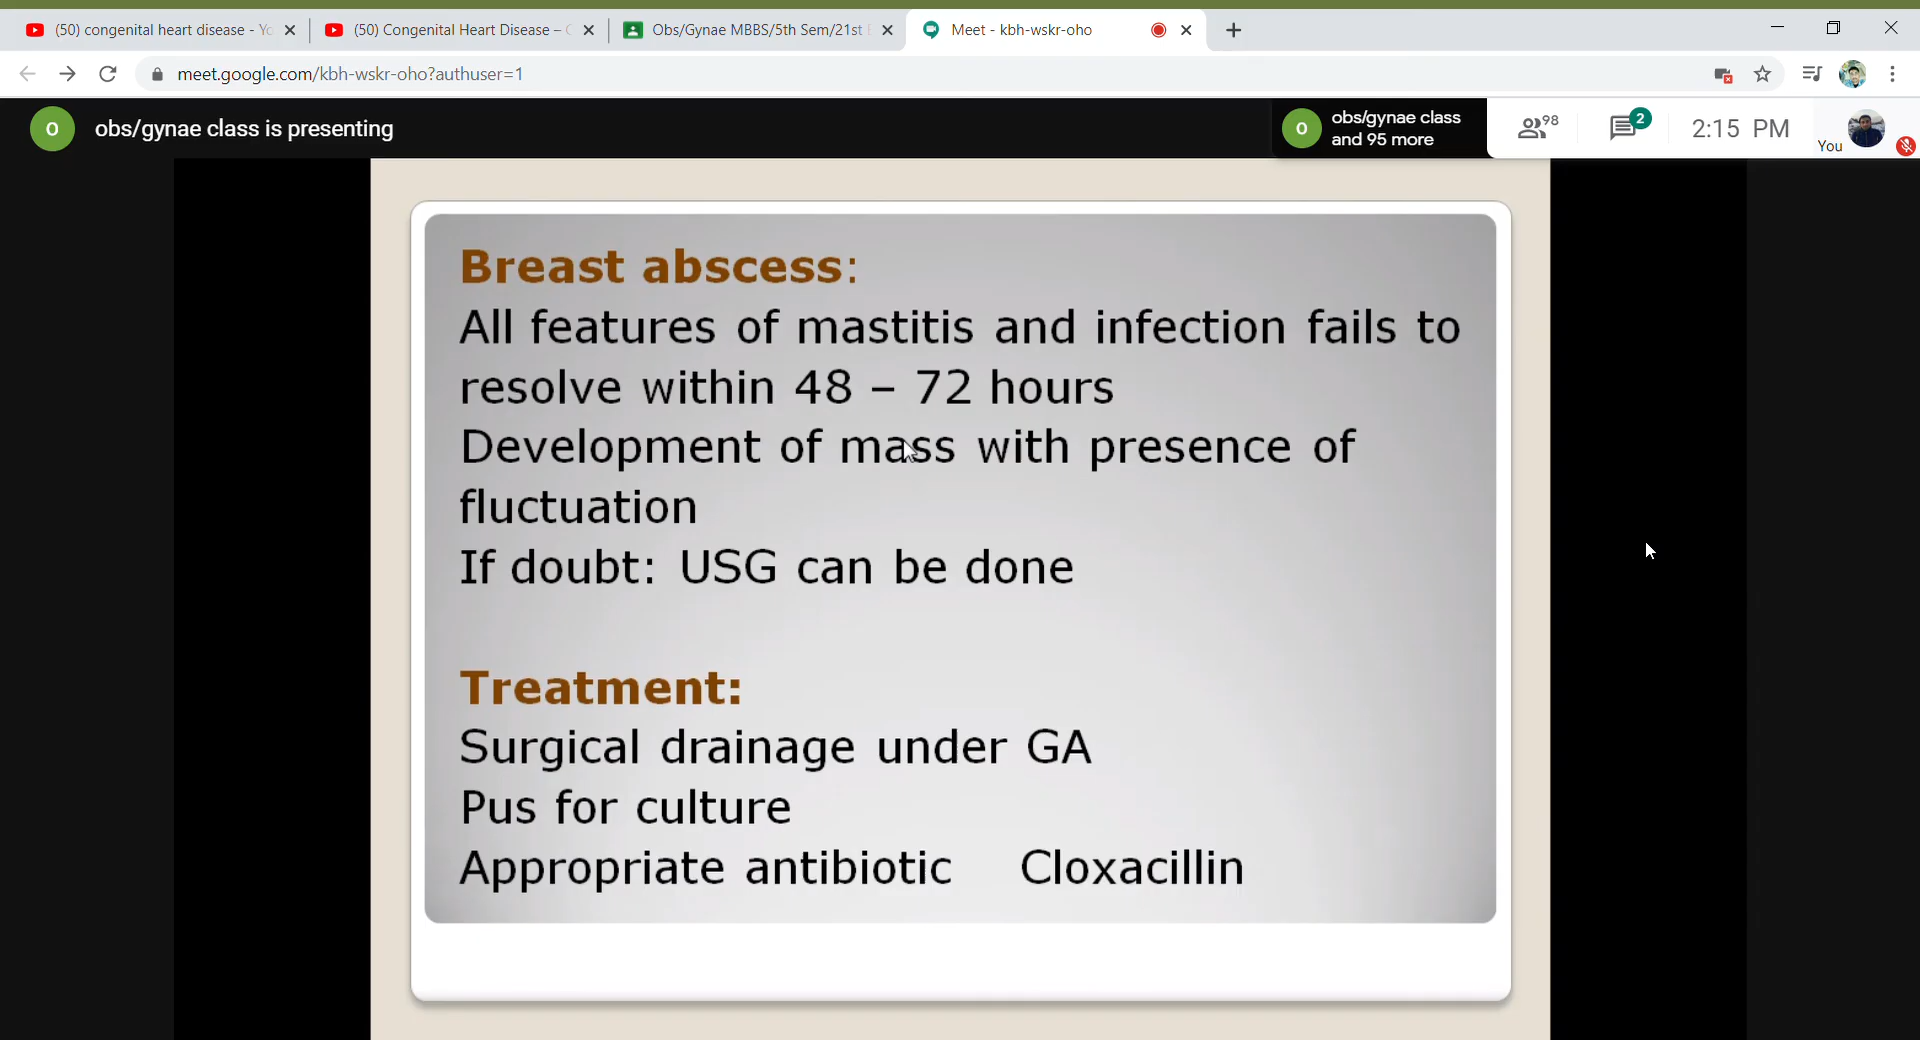 (50) congenital heart disease - Yo
(50) Congenital Heart Disease –
Obs/Gynae MBBS/5th Sem/21st
Meet - kbh-wskr-oho
meet.google.com/kbh-wskr-oho?authuser=1
O
obs/gynae class is presenting
O
obs/gynae class
and 95 more
98
2
2:15 PM
You
Breast abscess:
All features of mastitis and infection fails to
resolve within 48 – 72 hours
Development of mass with presence of
fluctuation
If doubt: USG can be done
Treatment:
Surgical drainage under GA
Pus for culture
Appropriate antibiotic Cloxacillin